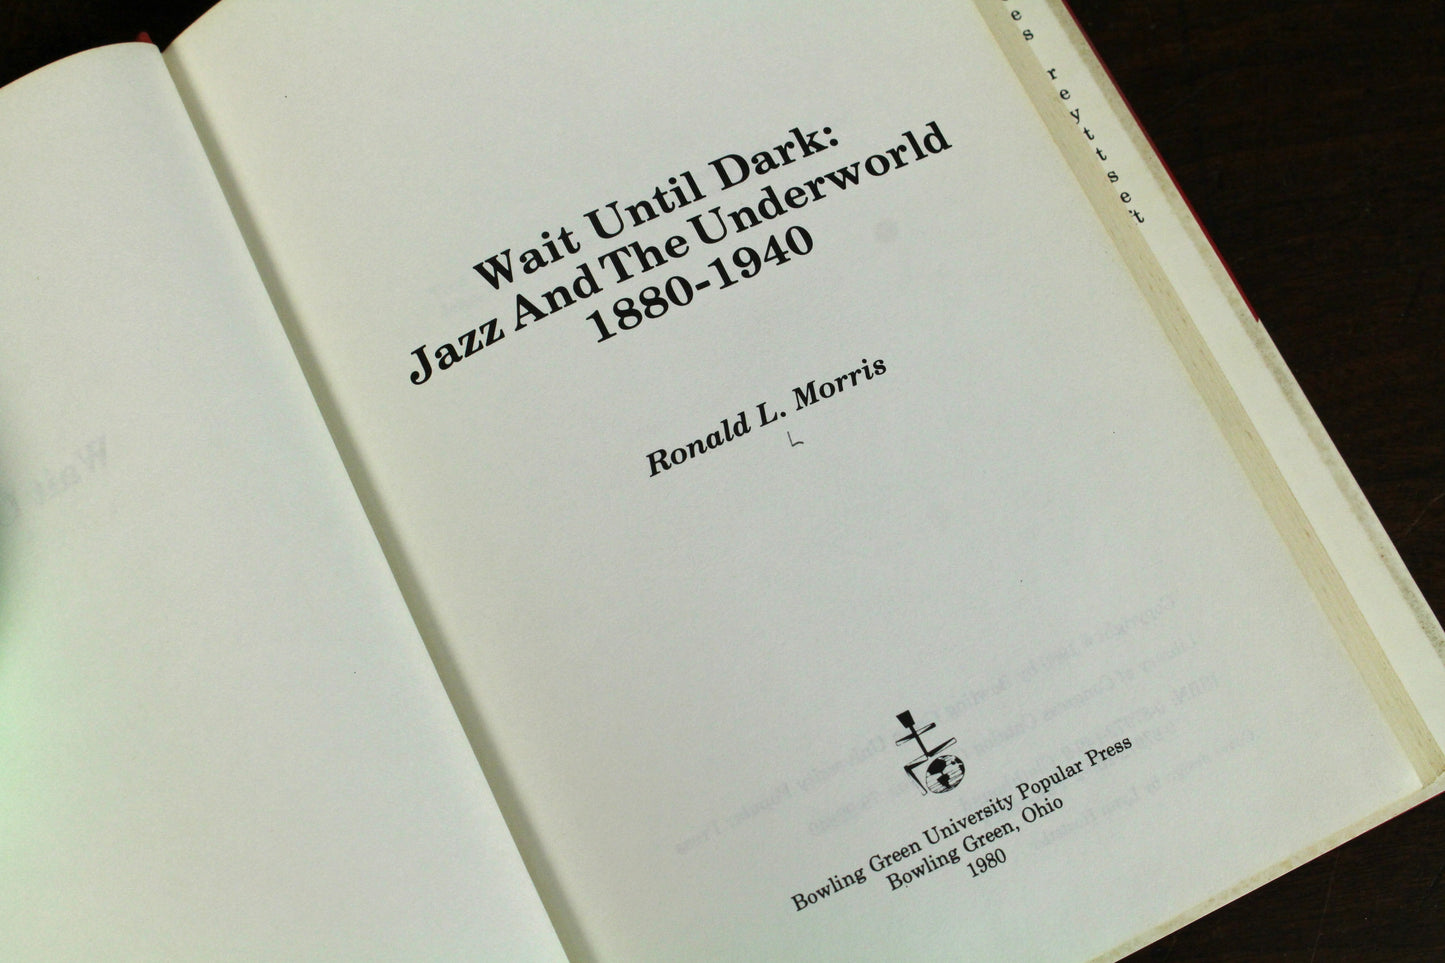 Wait Until Dark:
Jazz And The Underworld
1880-1940
Ronald L. Morris
Bowling Green University Popular Press
Bowling Green, Ohio
1980